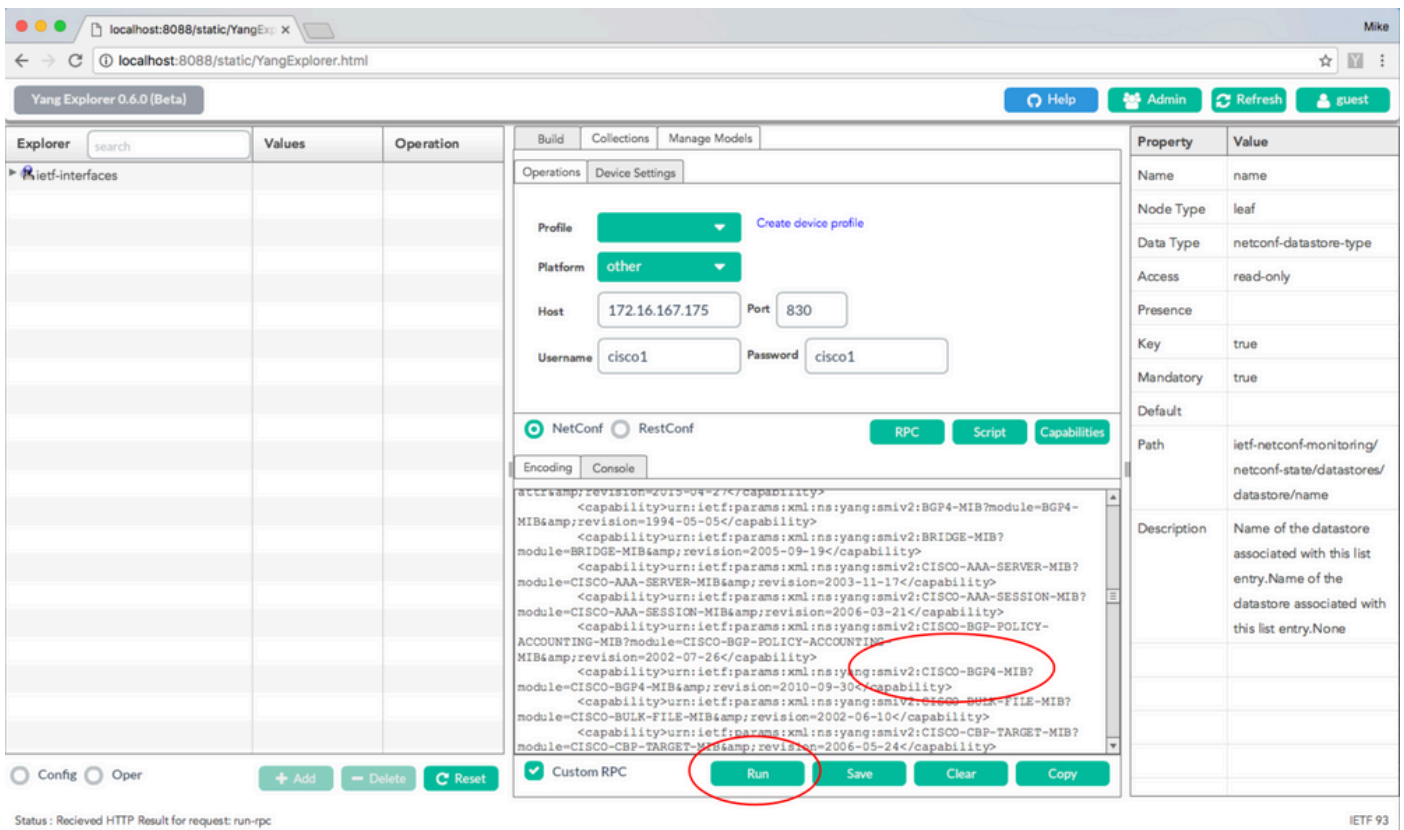 localhost:8088/static/YangExp
Mike
localhost:8088/static/YangExplorer.html
Yang Explorer 0.6.0 (Beta)
Help
Admin
Refresh
guest
Explorer
search
Values
Operation
ietf-interfaces
Config
Oper
Add
Delete
Reset
Build
Collections
Manage Models
Operations
Device Settings
Profile
Create device profile
Platform
other
Host
172.16.167.175
Port
830
Username
cisco1
Password
cisco1
NetConf
RestConf
RPC
Script
Capabilities
Encoding
Console
attr&amp;revision=2015-04-27</capability>
<capability>urn:ietf:params:xml:ns:yang:smiv2:BGP4-MIB?module=BGP4-
MIB&amp;revision=1994-05-05</capability>
<capability>urn:ietf:params:xml:ns:yang:smiv2:BRIDGE-MIB?
module=BRIDGE-MIB&amp;revision=2005-09-19</capability>
<capability>urn:ietf:params:xml:ns:yang:smiv2:CISCO-AAA-SERVER-MIB?
module=CISCO-AAA-SERVER-MIB&amp;revision=2003-11-17</capability>
<capability>urn:ietf:params:xml:ns:yang:smiv2:CISCO-AAA-SESSION-MIB?
module=CISCO-AAA-SESSION-MIB&amp;revision=2006-03-21</capability>
<capability>urn:ietf:params:xml:ns:yang:smiv2:CISCO-BGP-POLICY-
ACCOUNTING-MIB?module=CISCO-BGP-POLICY-ACCOUNTING-
MIB&amp;revision=2002-07-26</capability>
<capability>urn:ietf:params:xml:ns:yang:smiv2:CISCO-BGP4-MIB?
module=CISCO-BGP4-MIB&amp;revision=2010-09-30</capability>
<capability>urn:ietf:params:xml:ns:yang:smiv2:CISCO-BULK-FILE-MIB?
module=CISCO-BULK-FILE-MIB&amp;revision=2002-06-10</capability>
<capability>urn:ietf:params:xml:ns:yang:smiv2:CISCO-CBP-TARGET-MIB?
module=CISCO-CBP-TARGET-MIB&amp;revision=2006-05-24</capability>
Custom RPC
Run
Save
Clear
Copy
Property
Value
Name
name
Node Type
leaf
Data Type
netconf-datastore-type
Access
read-only
Presence
Key
true
Mandatory
true
Default
Path
ietf-netconf-monitoring/
netconf-state/datastores/
datastore/name
Description
Name of the datastore
associated with this list
entry.Name of the
datastore associated with
this list entry.None
Status : Recieved HTTP Result for request: run-rpc
IETF 93